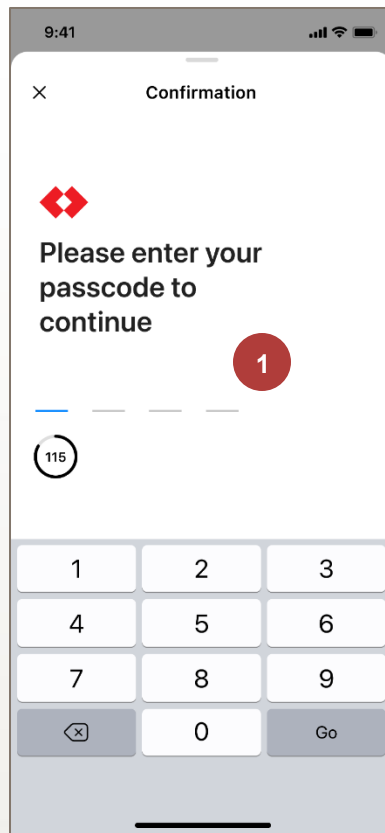 9:41
Confirmation
Please enter your
passcode to
continue
1
115
1 2 3
4 5 6
7 8 9
0 Go